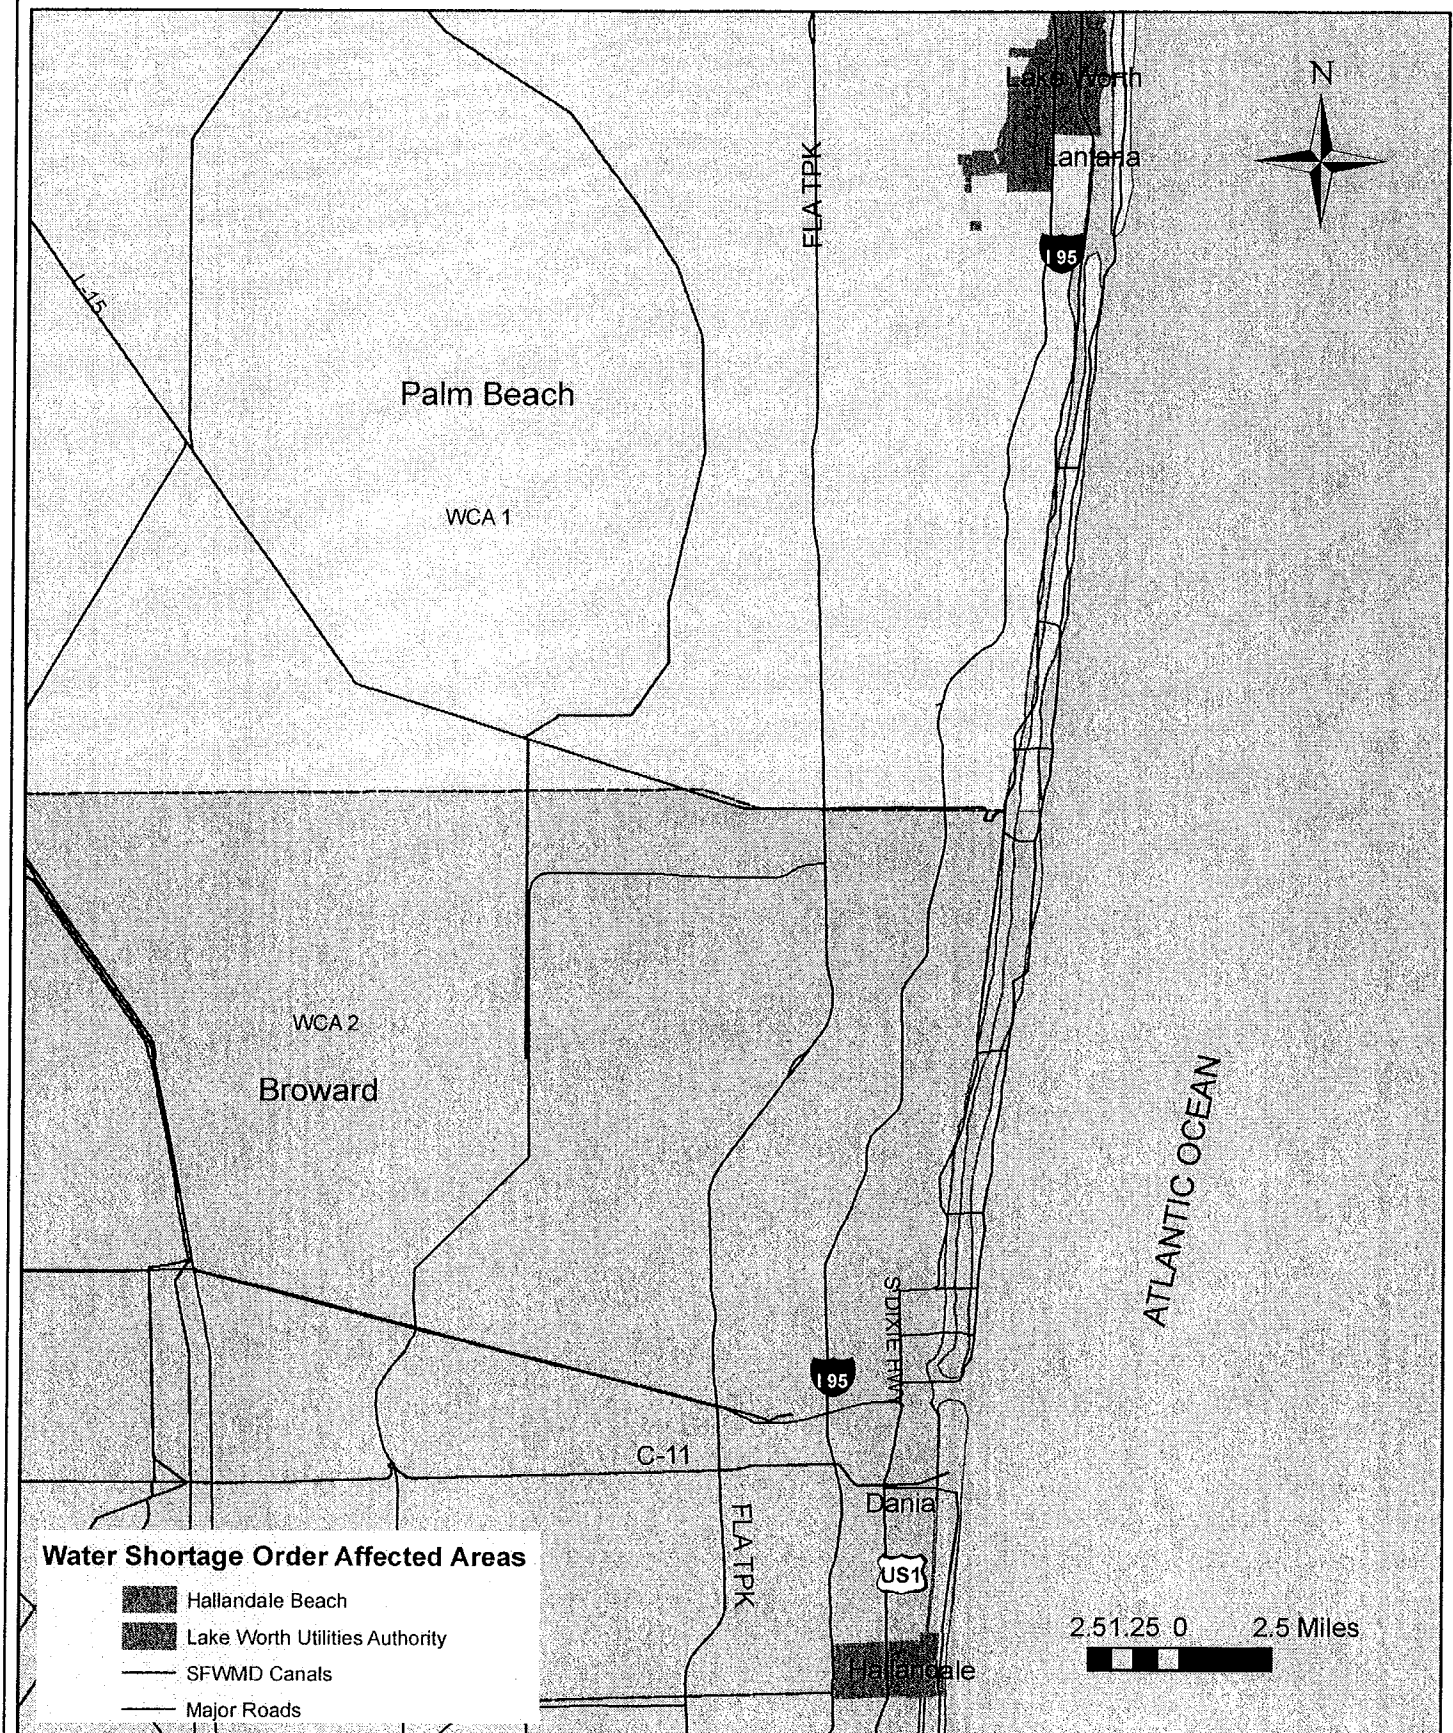 Lake Worth
N
FLA TPK
Lantana
I 95
L-15
Palm Beach
WCA 1
WCA 2
Broward
ATLANTIC OCEAN
S DIXIE HWY
I 95
C-11
Dania
FLA TPK
US1
Water Shortage Order Affected Areas
Hallandale Beach
Lake Worth Utilities Authority
SFWMD Canals
Major Roads
2.51.25 0 2.5 Miles
Hallandale